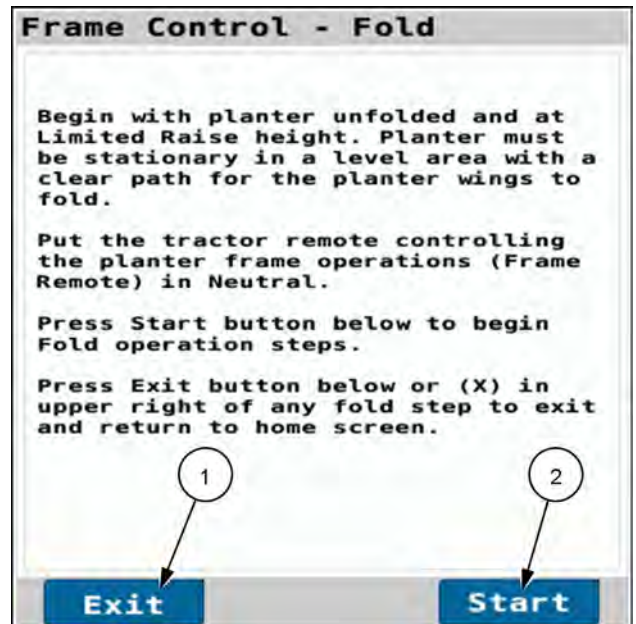 Frame Control - Fold
Begin with planter unfolded and at
Limited Raise height. Planter must
be stationary in a level area with a
clear path for the planter wings to
fold.
Put the tractor remote controlling
the planter frame operations (Frame
Remote) in Neutral.
Press Start button below to begin
Fold operation steps.
Press Exit button below or (X) in
upper right of any fold step to exit
and return to home screen.
1
2
Exit
Start